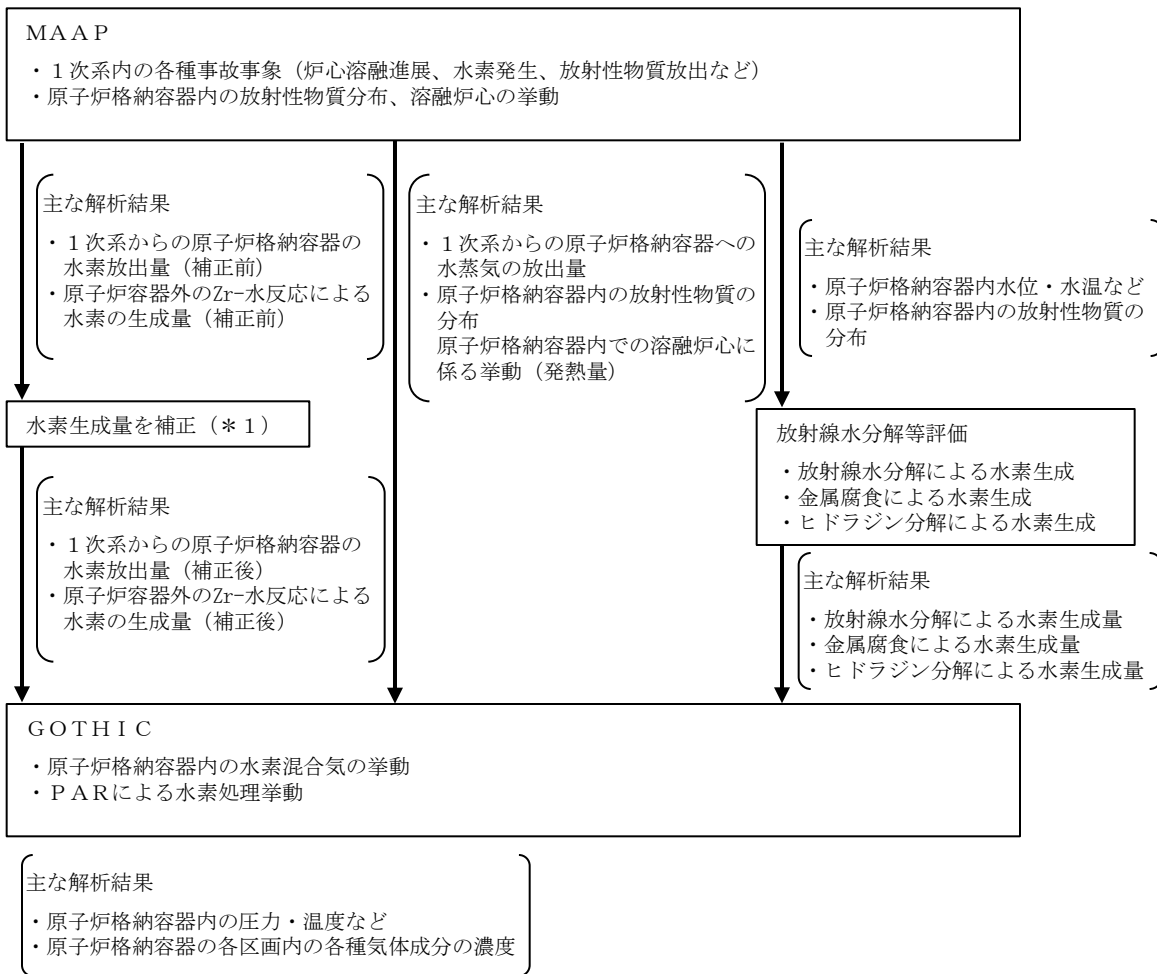 ＭＡＡＰ
・１次系内の各種事故事象（炉心溶融進展、水素発生、放射性物質放出など）
・原子炉格納容器内の放射性物質分布、溶融炉心の挙動
主な解析結果
・１次系からの原子炉格納容器の
水素放出量（補正前）
・原子炉容器外のZr-水反応による
水素の生成量（補正前）
主な解析結果
・１次系からの原子炉格納容器への
水蒸気の放出量
・原子炉格納容器内の放射性物質の
分布
原子炉格納容器内での溶融炉心に
係る挙動（発熱量）
主な解析結果
・原子炉格納容器内水位・水温など
・原子炉格納容器内の放射性物質の
分布
水素生成量を補正（＊１）
主な解析結果
・１次系からの原子炉格納容器の
水素放出量（補正後）
・原子炉容器外のZr-水反応による
水素の生成量（補正後）
放射線水分解等評価
・放射線水分解による水素生成
・金属腐食による水素生成
・ヒドラジン分解による水素生成
主な解析結果
・放射線水分解による水素生成量
・金属腐食による水素生成量
・ヒドラジン分解による水素生成量
ＧＯＴＨＩＣ
・原子炉格納容器内の水素混合気の挙動
・ＰＡＲによる水素処理挙動
主な解析結果
・原子炉格納容器内の圧力・温度など
・原子炉格納容器の各区画内の各種気体成分の濃度